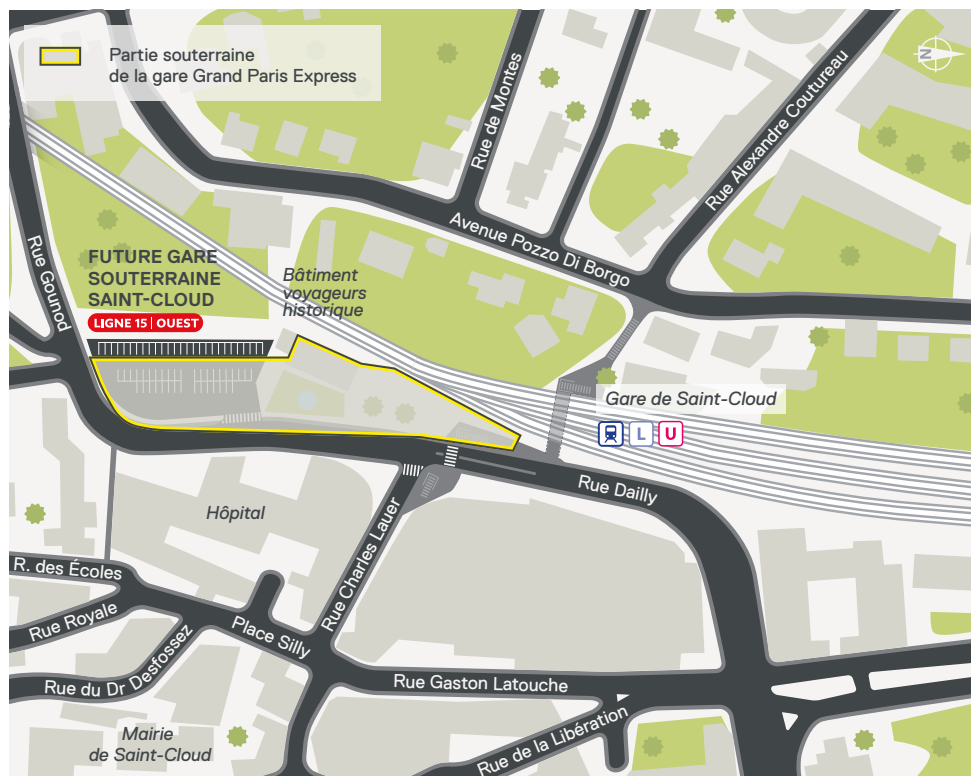 Partie souterraine
de la gare Grand Paris Express
N
Rue de Montes
Rue Alexandre Coutureau
Avenue Pozzo Di Borgo
Rue Gounod
FUTURE GARE
SOUTERRAINE
SAINT-CLOUD
LIGNE 15 | OUEST
Bâtiment
voyageurs
historique
Gare de Saint-Cloud
L
U
Rue Dailly
Hôpital
Rue Charles Lauer
R. des Écoles
Rue Royale
Place Silly
Rue du Dr Desfossez
Rue Gaston Latouche
Rue de la Libération
Mairie
de Saint-Cloud